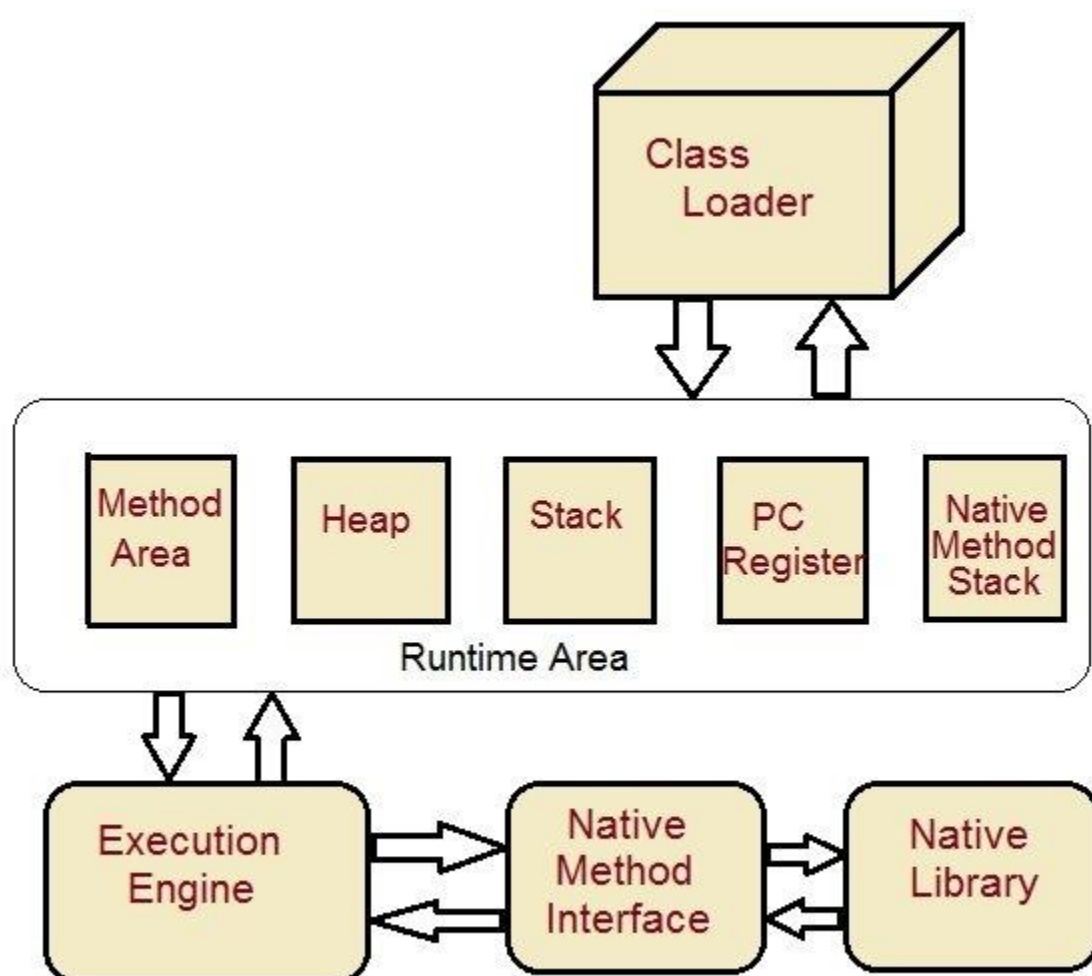 Class
Loader
Method
Area
Heap
Stack
PC
Register
Native
Method
Stack
Runtime Area
Execution
Engine
Native
Method
Interface
Native
Library